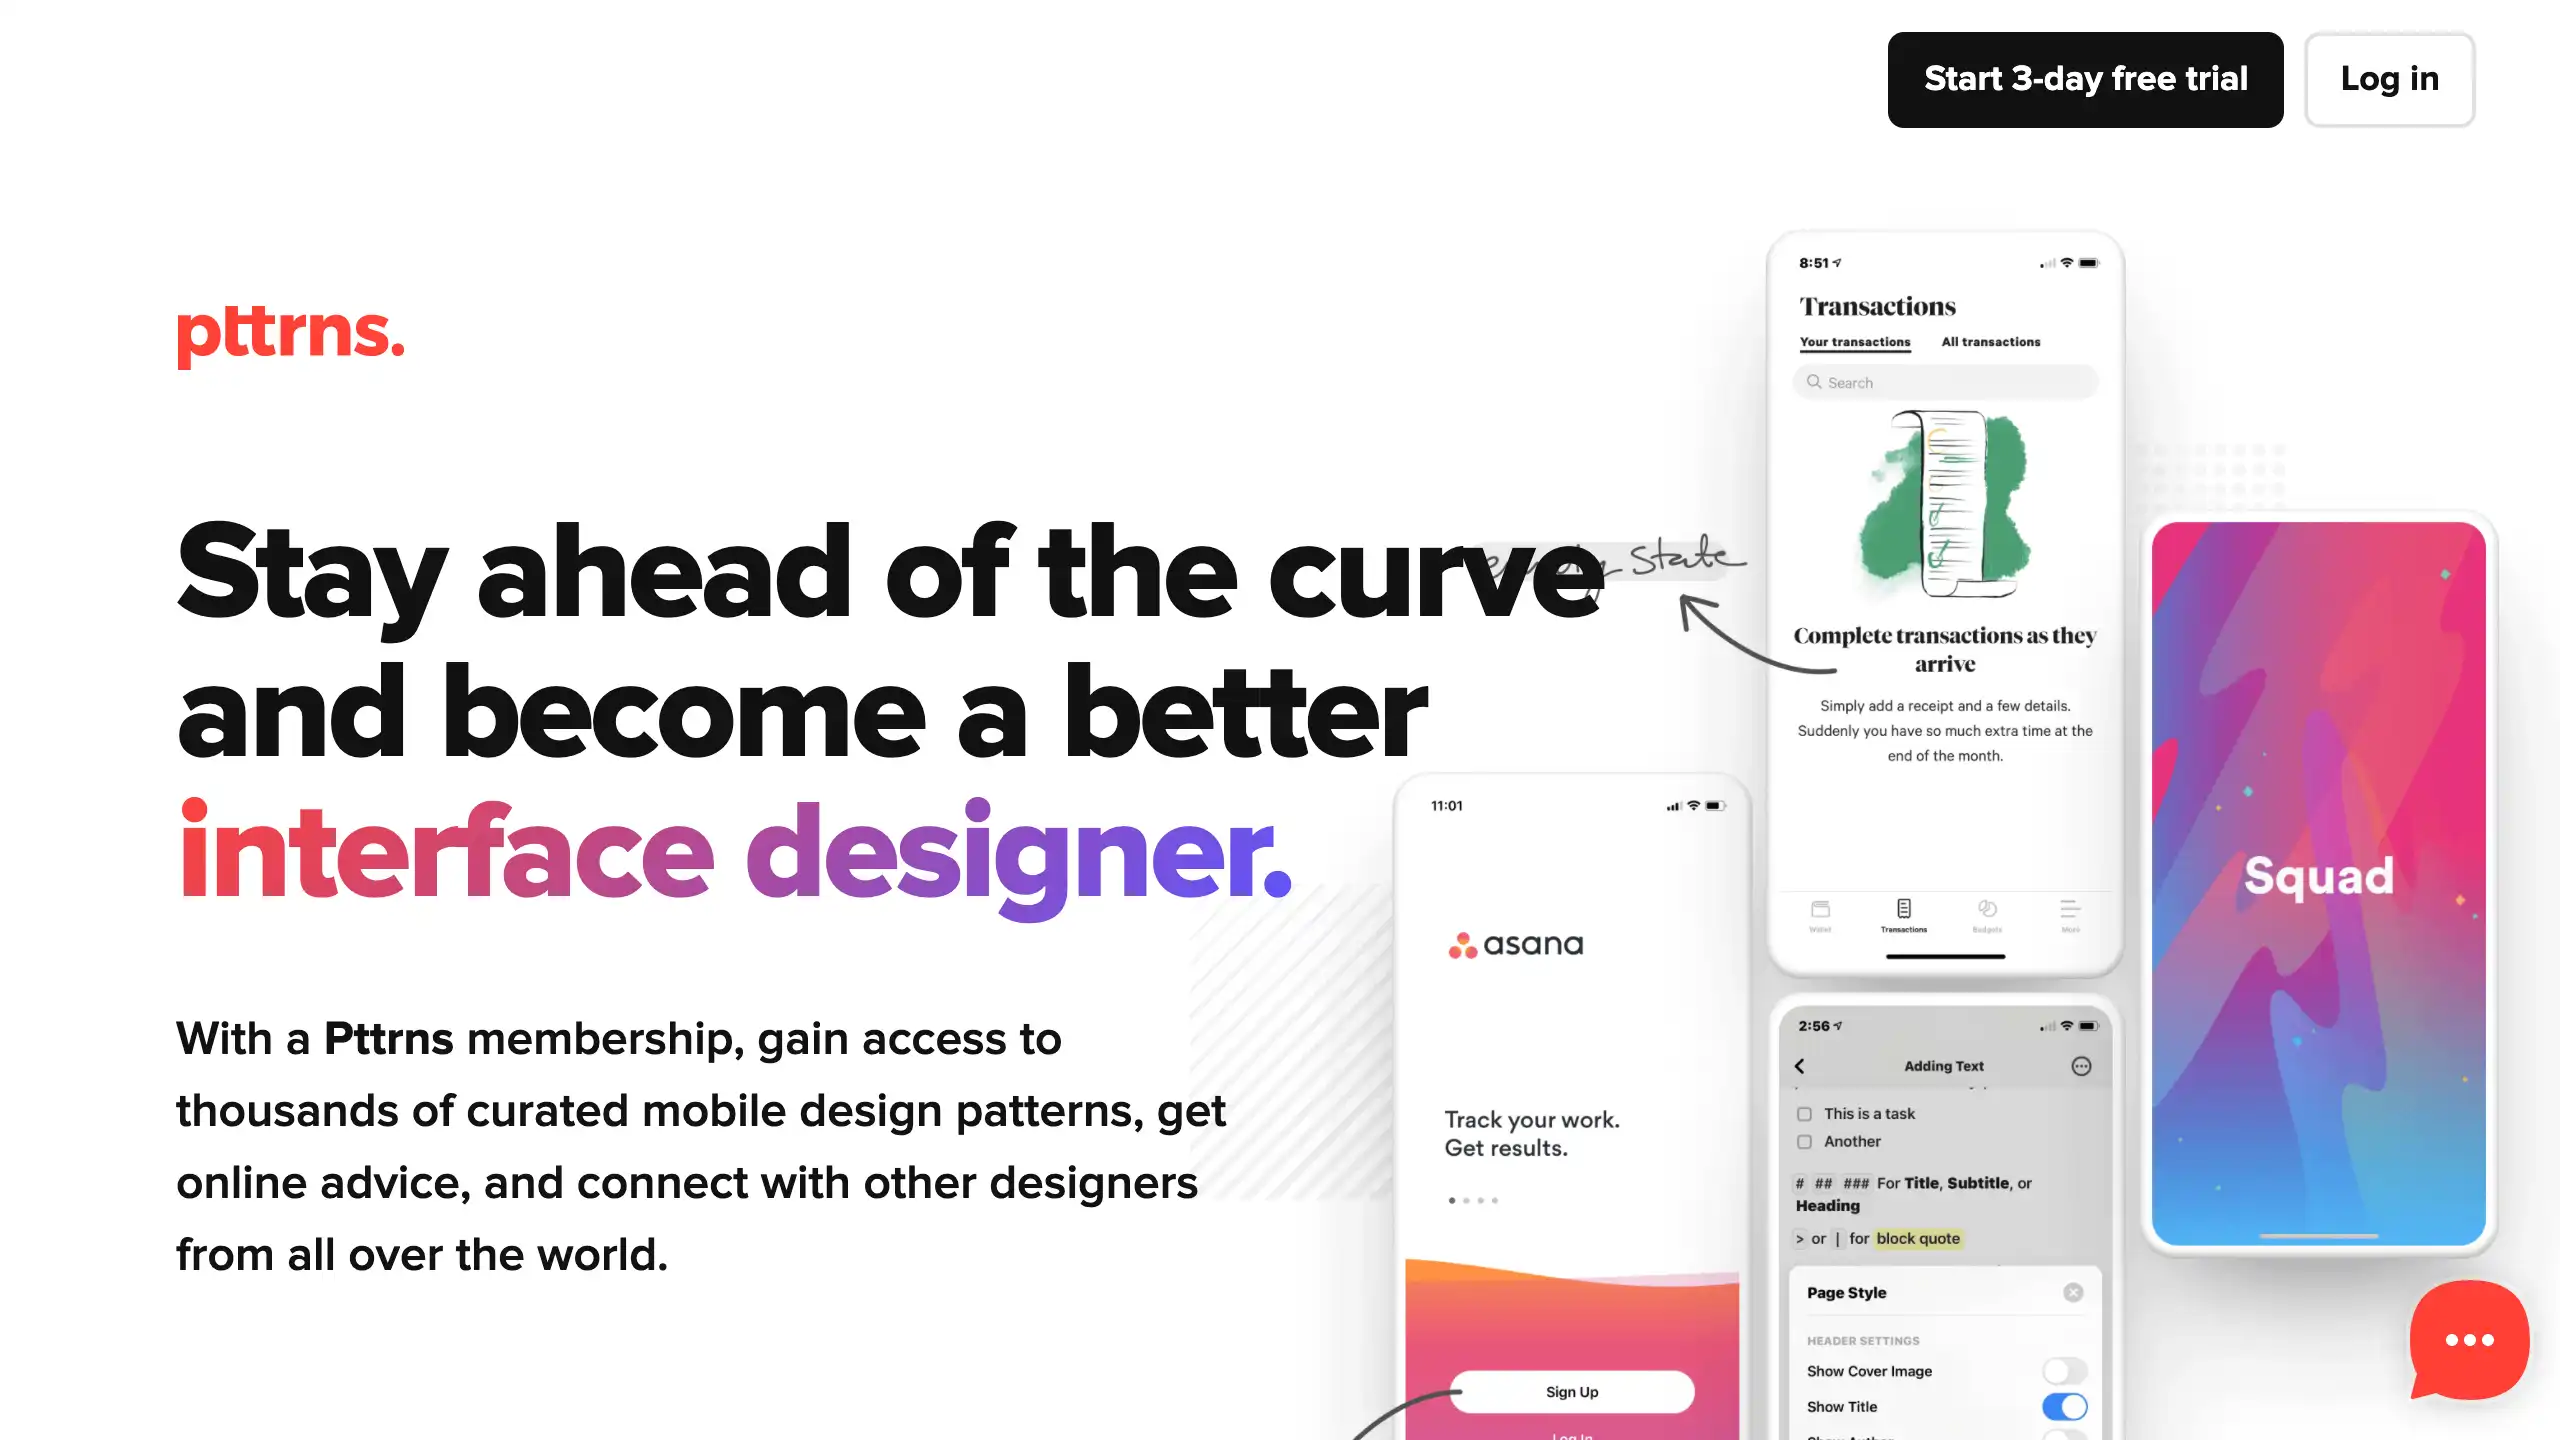 Start 3-day free trial
Log in
pttrns.
Stay ahead of the curve
and become a better
interface designer.
With a Pttrns membership, gain access to
thousands of curated mobile design patterns, get
online advice, and connect with other designers
from all over the world.
State
8:51
Transactions
Your transactions
All transactions
Search
Complete transactions as they
arrive
Simply add a receipt and a few details.
Suddenly you have so much extra time at the
end of the month.
Wallet
Transactions
Budgets
More
Squad
11:01
asana
Track your work.
Get results.
Sign Up
Log In
2:56
Adding Text
This is a task
Another
# ## ### For Title, Subtitle, or
Heading
> or | for block quote
Page Style
HEADER SETTINGS
Show Cover Image
Show Title